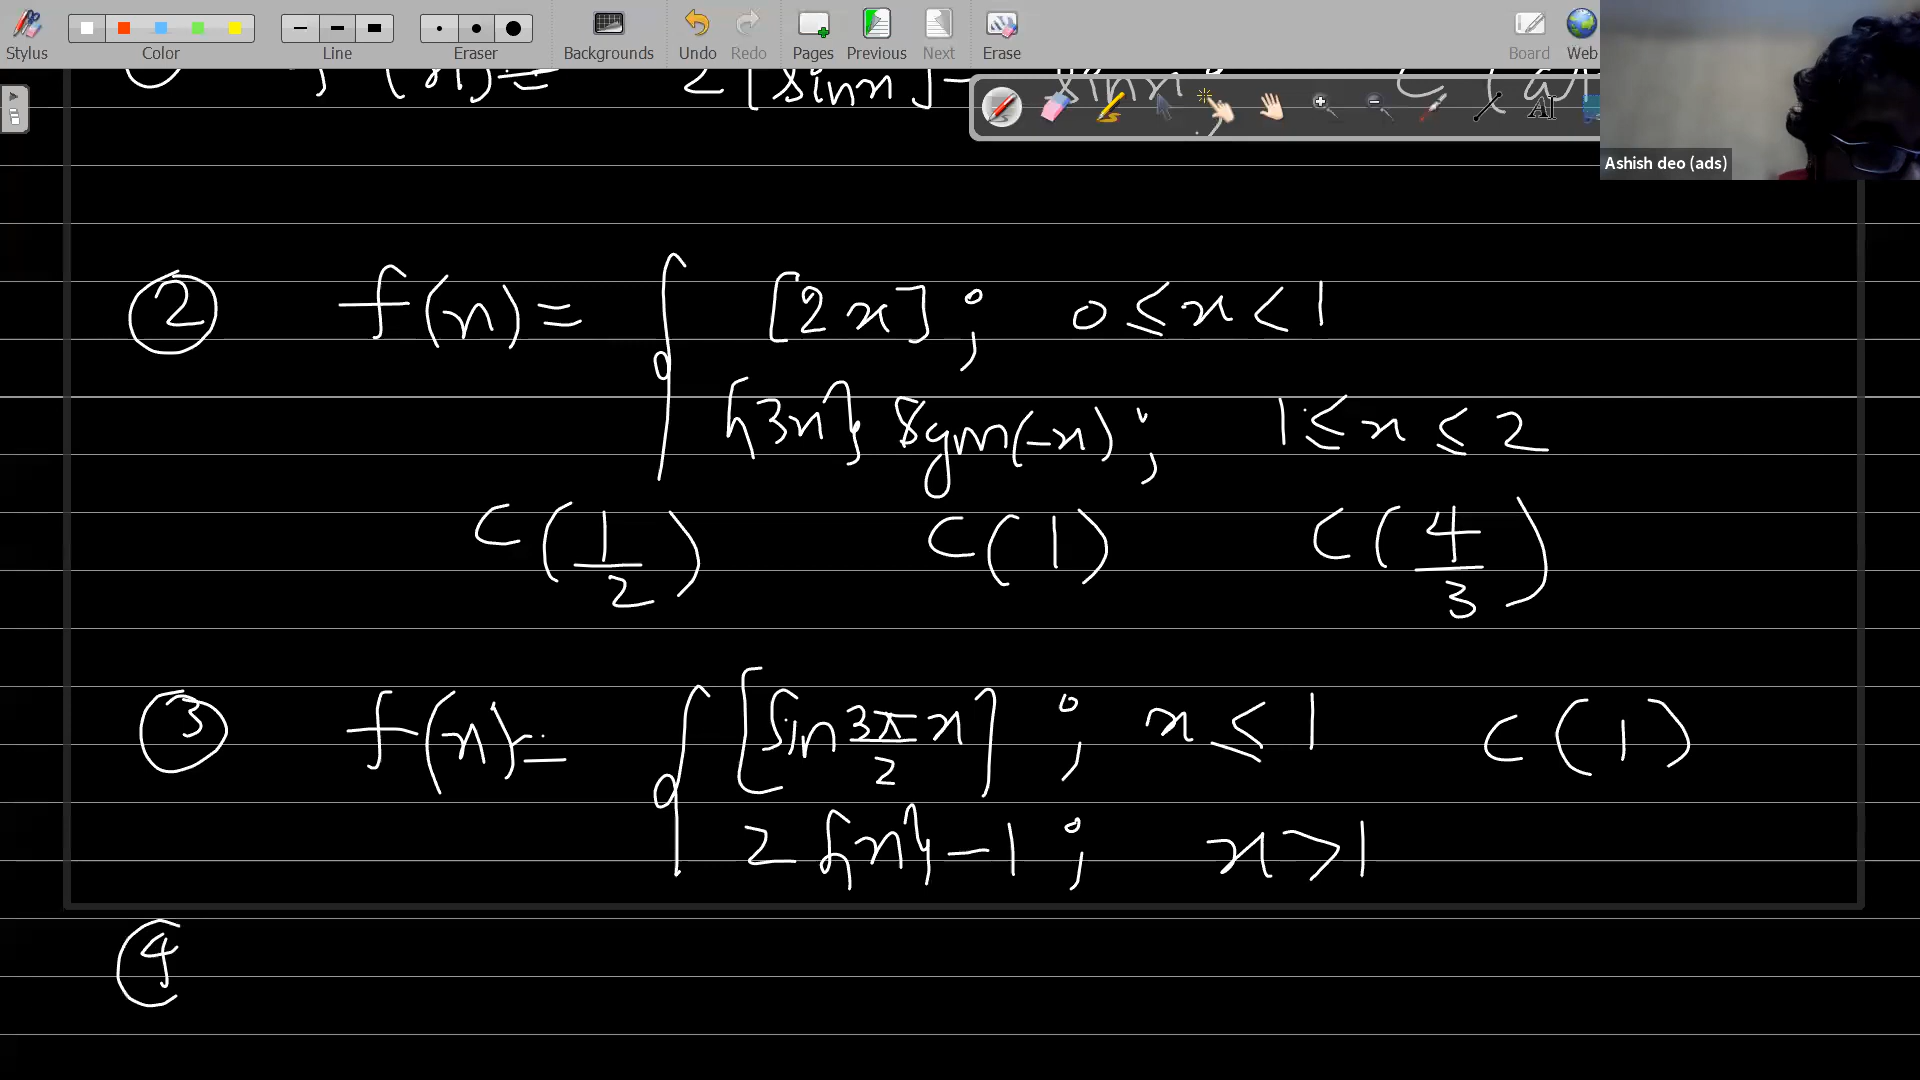 Stylus Color Line Eraser Backgrounds Undo Redo Pages Previous Next Erase Board Web
AI
Ashish deo (ads)
② f(x) = { [2x] ; 0 ≤ x < 1
{3x} sgn(-x) ; 1 ≤ x ≤ 2
C(1/2) C(1) C(4/3)
③ f(x) = { [sin 3π/2 x] ; x ≤ 1 C(1)
2{x} - 1 ; x > 1
④